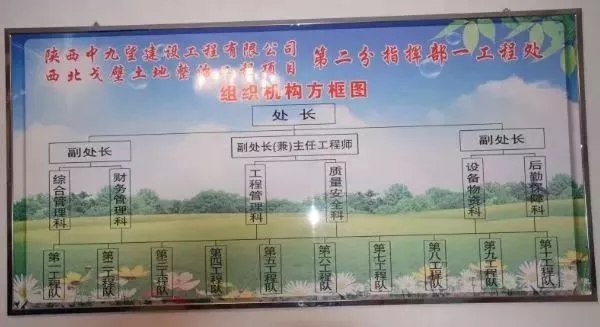 陕西中九望建设工程有限公司 第二分指挥部一工程处
西北戈壁土地整治工程项目
组织机构方框图
处长
副处长 副处长(兼)主任工程师 副处长
综合管理科 财务管理科 工程管理科 质量安全科 设备物资科 后勤保障科
第一工程队 第二工程队 第三工程队 第四工程队 第五工程队 第六工程队 第七工程队 第八工程队 第九工程队 第十工程队